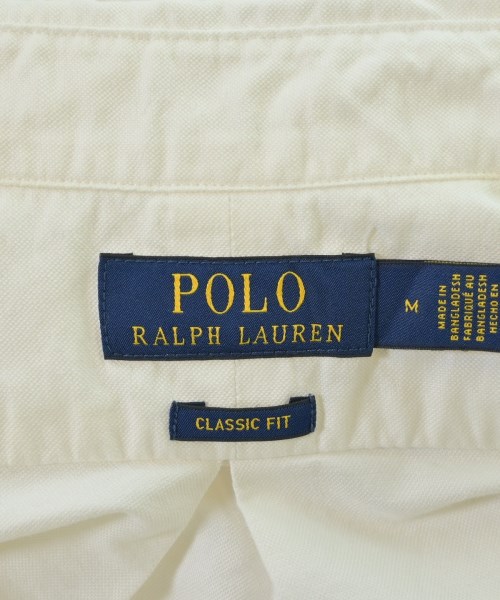 POLO
RALPH LAUREN
M
MADE IN
BANGLADESH
FABRIQUÉ AU
BANGLADESH
HECHO EN
CLASSIC FIT